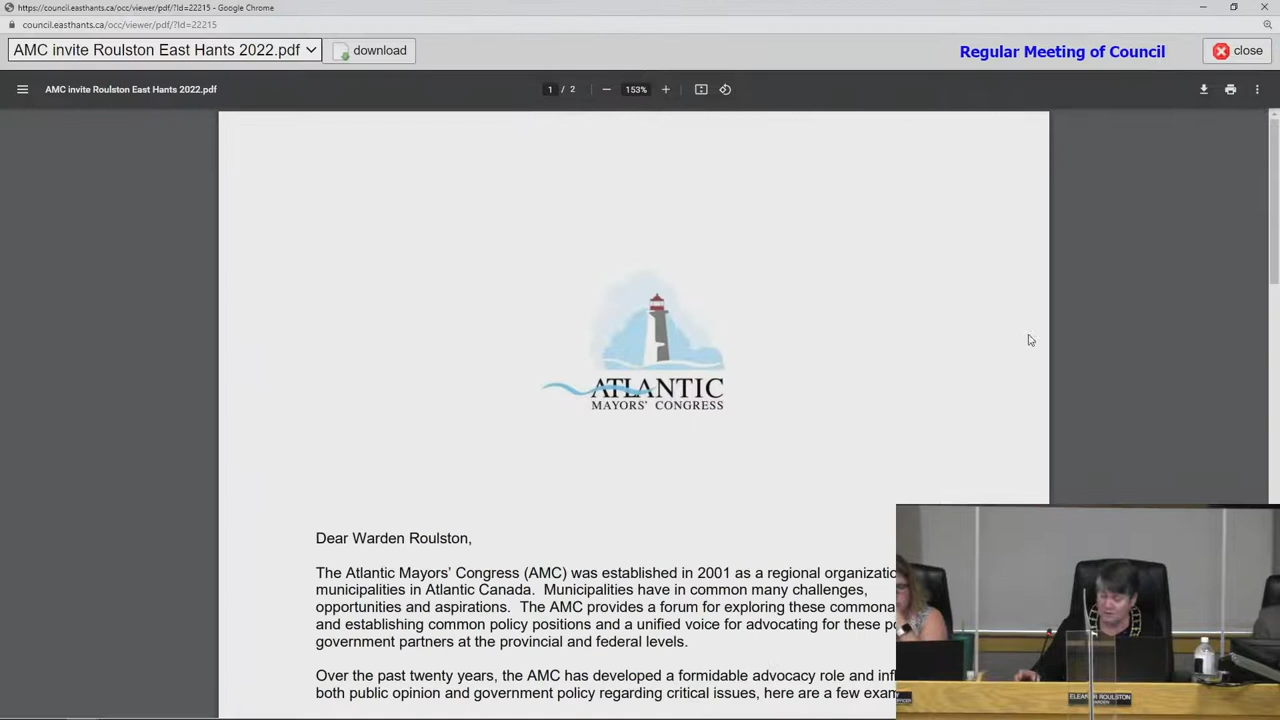 https://council.easthants.ca/occ/viewer/pdf/?Id=22215 - Google Chrome
council.easthants.ca/occ/viewer/pdf/?Id=22215
AMC invite Roulston East Hants 2022.pdf download Regular Meeting of Council close
AMC invite Roulston East Hants 2022.pdf 1 / 2 153%
ATLANTIC
MAYORS' CONGRESS
Dear Warden Roulston,
The Atlantic Mayors' Congress (AMC) was established in 2001 as a regional organizatio
municipalities in Atlantic Canada. Municipalities have in common many challenges,
opportunities and aspirations. The AMC provides a forum for exploring these commona
and establishing common policy positions and a unified voice for advocating for these po
government partners at the provincial and federal levels.
Over the past twenty years, the AMC has developed a formidable advocacy role and inf
both public opinion and government policy regarding critical issues, here are a few exam
ELEANOR ROULSTON
WARDEN